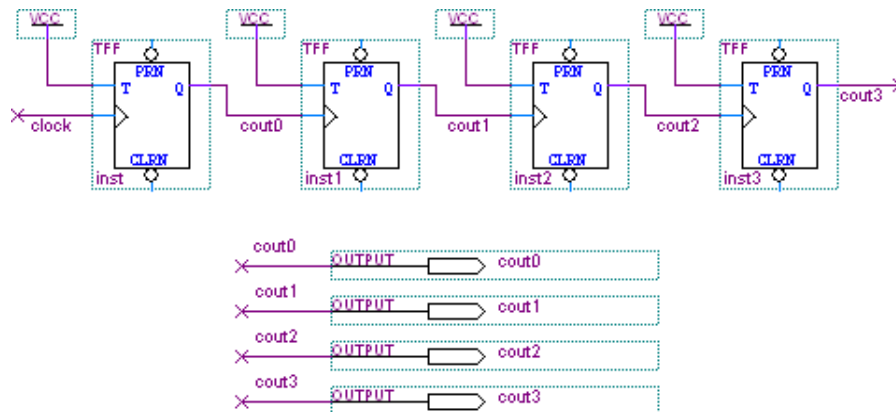 VCC VCC VCC VCC
TFF TFF TFF TFF
PRN PRN PRN PRN
T Q T Q T Q T Q
clock cout0 cout1 cout2 cout3
CLRN CLRN CLRN CLRN
inst inst1 inst2 inst3
cout0 OUTPUT cout0
cout1 OUTPUT cout1
cout2 OUTPUT cout2
cout3 OUTPUT cout3